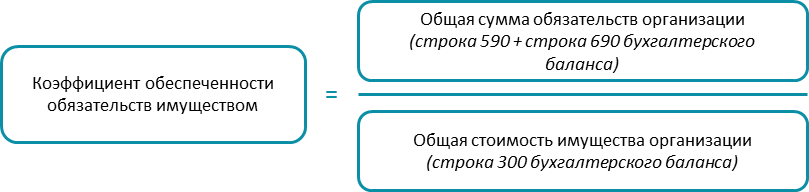 Общая сумма обязательств организации
(строка 590 + строка 690 бухгалтерского
баланса)
Коэффициент обеспеченности
обязательств имуществом
=
Общая стоимость имущества организации
(строка 300 бухгалтерского баланса)